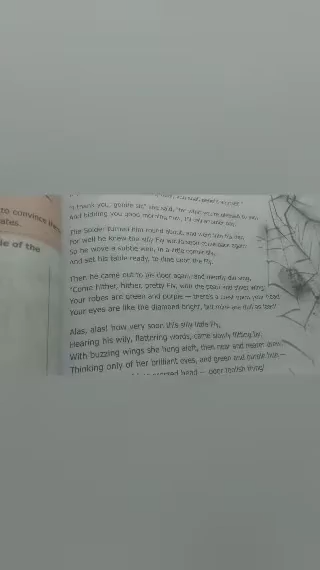 to convince
ates.
le of the
"I thank you, gentle sir," she said, "for what you're pleased to say,
And bidding you good morning now, I'll call another day."
The Spider turned him round about, and went into his den,
For well he knew the silly Fly would soon come back again:
So he wove a subtle web, in a little corner sly,
And set his table ready, to dine upon the Fly.
Then he came out to his door again, and merrily did sing,
"Come hither, hither, pretty Fly, with the pearl and silver wing;
Your robes are green and purple — there's a crest upon your head;
Your eyes are like the diamond bright, but mine are dull as lead!"
Alas, alas! how very soon this silly little Fly,
Hearing his wily, flattering words, came slowly flitting by;
With buzzing wings she hung aloft, then near and nearer drew,
Thinking only of her brilliant eyes, and green and purple hue —
crested head — poor foolish thing!